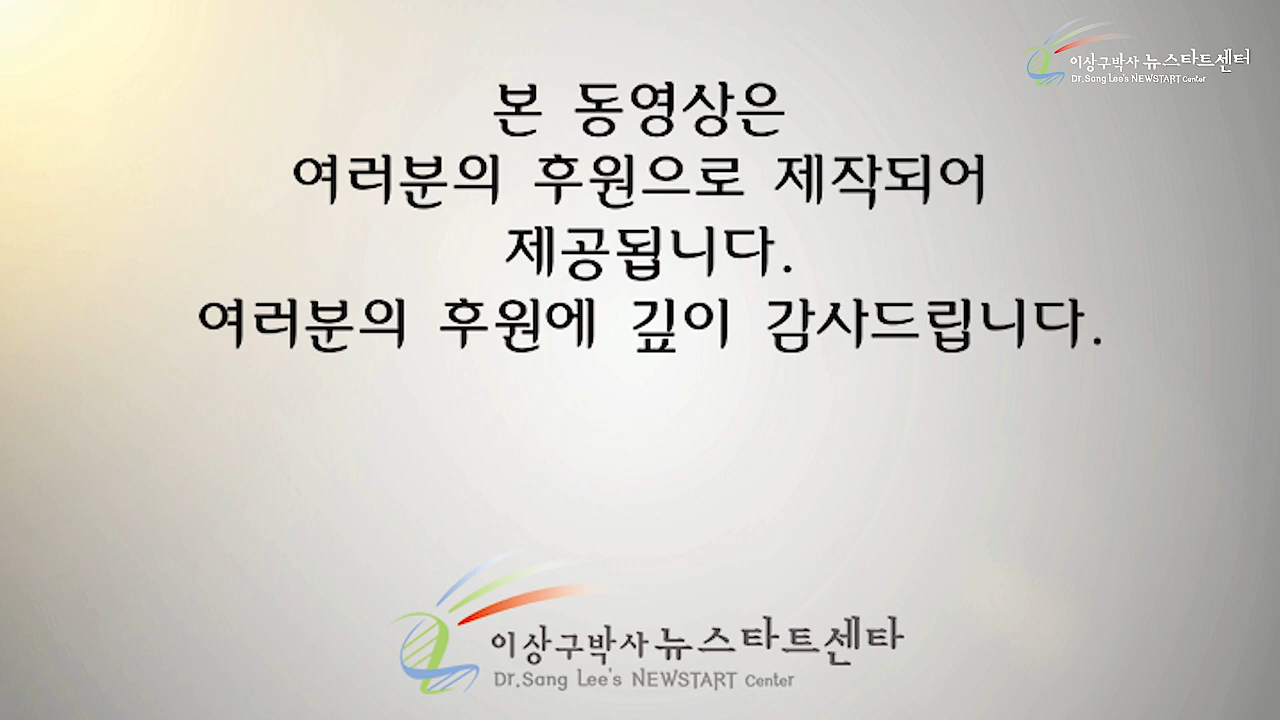 이상구박사 뉴스타트센터
Dr.Sang Lee's NEWSTART Center
본 동영상은
여러분의 후원으로 제작되어
제공됩니다.
여러분의 후원에 깊이 감사드립니다.
이상구박사 뉴스타트센타
Dr.Sang Lee's NEWSTART Center